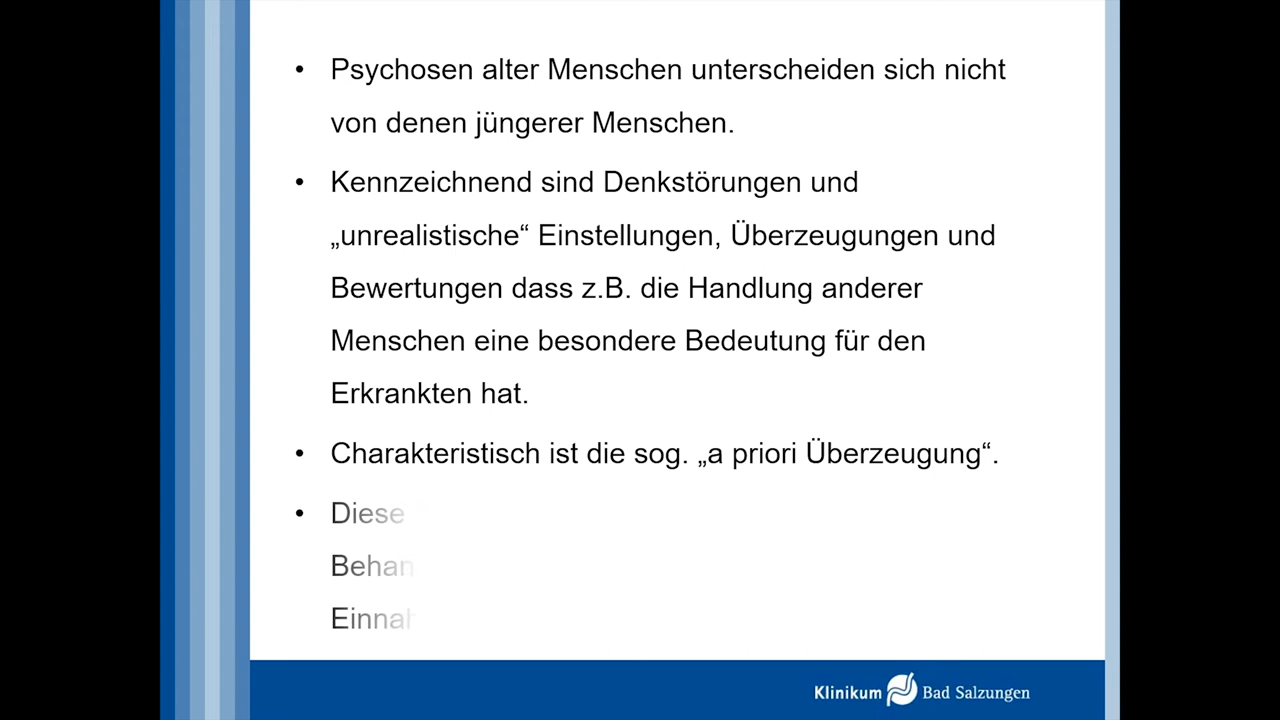 • Psychosen alter Menschen unterscheiden sich nicht
von denen jüngerer Menschen.
• Kennzeichnend sind Denkstörungen und
„unrealistische“ Einstellungen, Überzeugungen und
Bewertungen dass z.B. die Handlung anderer
Menschen eine besondere Bedeutung für den
Erkrankten hat.
• Charakteristisch ist die sog. „a priori Überzeugung“.
• Diese
Klinikum Bad Salzungen